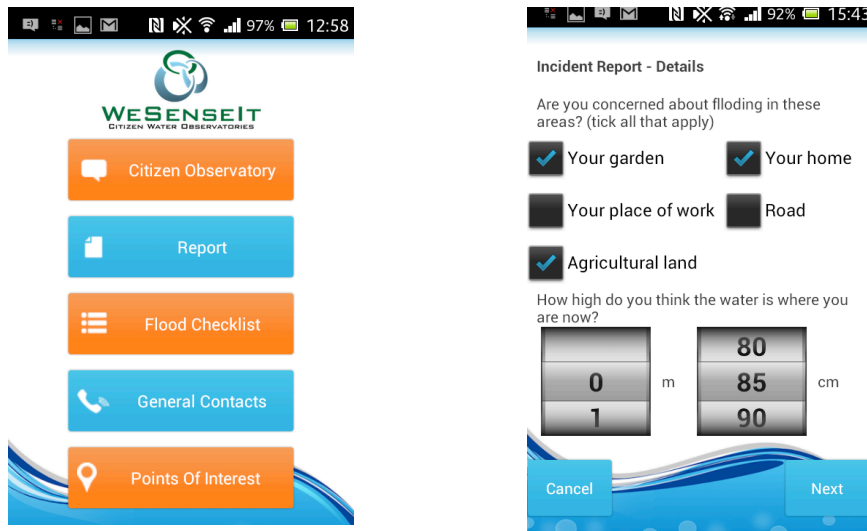 97% 12:58
WESENSEIT
CITIZEN WATER OBSERVATORIES
Citizen Observatory
Report
Flood Checklist
General Contacts
Points Of Interest
92% 15:43
Incident Report - Details
Are you concerned about flloding in these
areas? (tick all that apply)
Your garden Your home
Your place of work Road
Agricultural land
How high do you think the water is where you
are now?
80
0 m 85 cm
1 90
Cancel Next